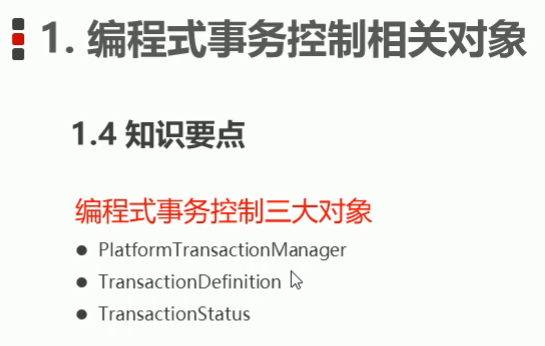 1. 编程式事务控制相关对象
1.4 知识要点
编程式事务控制三大对象
● PlatformTransactionManager
● TransactionDefinition
● TransactionStatus